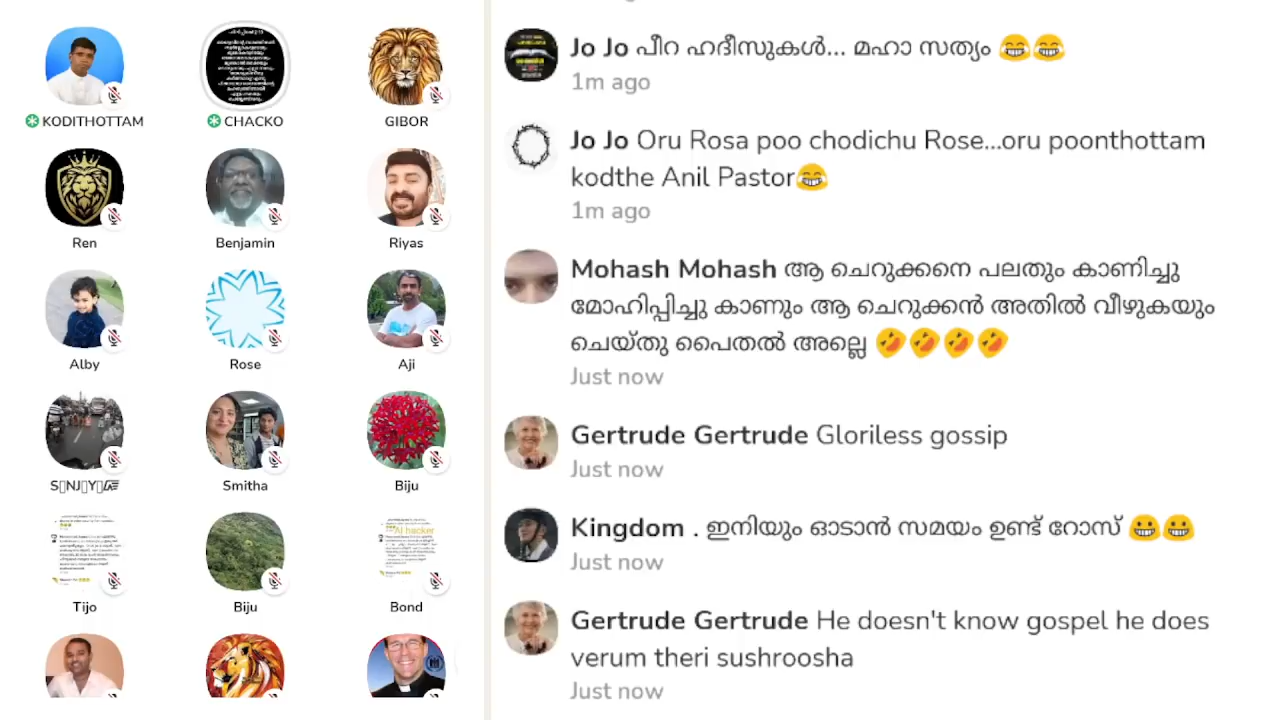 KODITHOTTAM
CHACKO
GIBOR
Ren
Benjamin
Riyas
Alby
Rose
Aji
Smitha
Biju
AI hacker
Tijo
Biju
Bond
Jo Jo പീറ ഹദീസുകൾ... മഹാ സത്യം 😂😂
1m ago
Jo Jo Oru Rosa poo chodichu Rose...oru poonthottam
kodthe Anil Pastor😂
1m ago
Mohash Mohash ആ ചെറുക്കനെ പലതും കാണിച്ചു
മോഹിപ്പിച്ചു കാണും ആ ചെറുക്കൻ അതിൽ വീഴുകയും
ചെയ്തു പൈതൽ അല്ലെ 🤣🤣🤣🤣
Just now
Gertrude Gertrude Gloriless gossip
Just now
Kingdom . ഇനിയും ഓടാൻ സമയം ഉണ്ട് റോസ് 😀😀
Just now
Gertrude Gertrude He doesn't know gospel he does
verum theri sushroosha
Just now